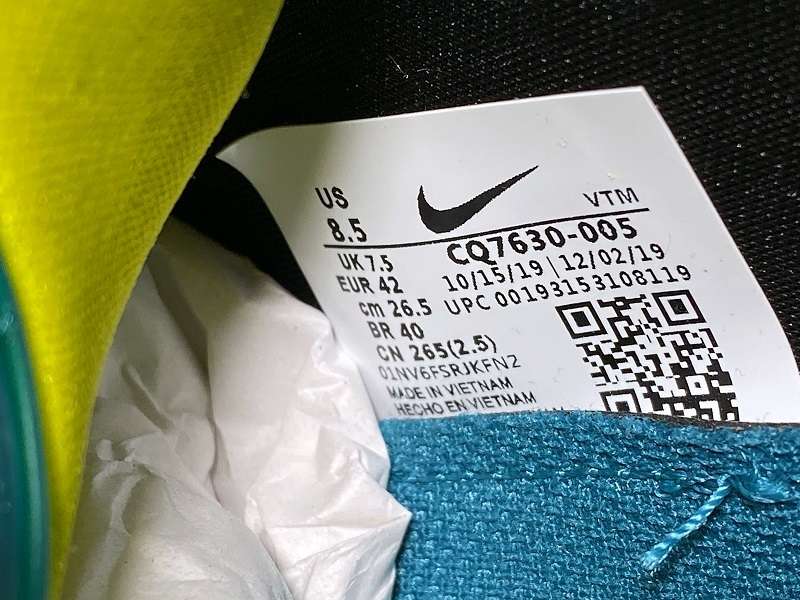 US
8.5
VTM
UK 7.5
CQ7630-005
EUR 42
10/15/19 | 12/02/19
cm 26.5
UPC 00193153108119
BR 40
CN 265(2.5)
01NV6FSRJKFN2
MADE IN VIETNAM
HECHO EN VIETNAM